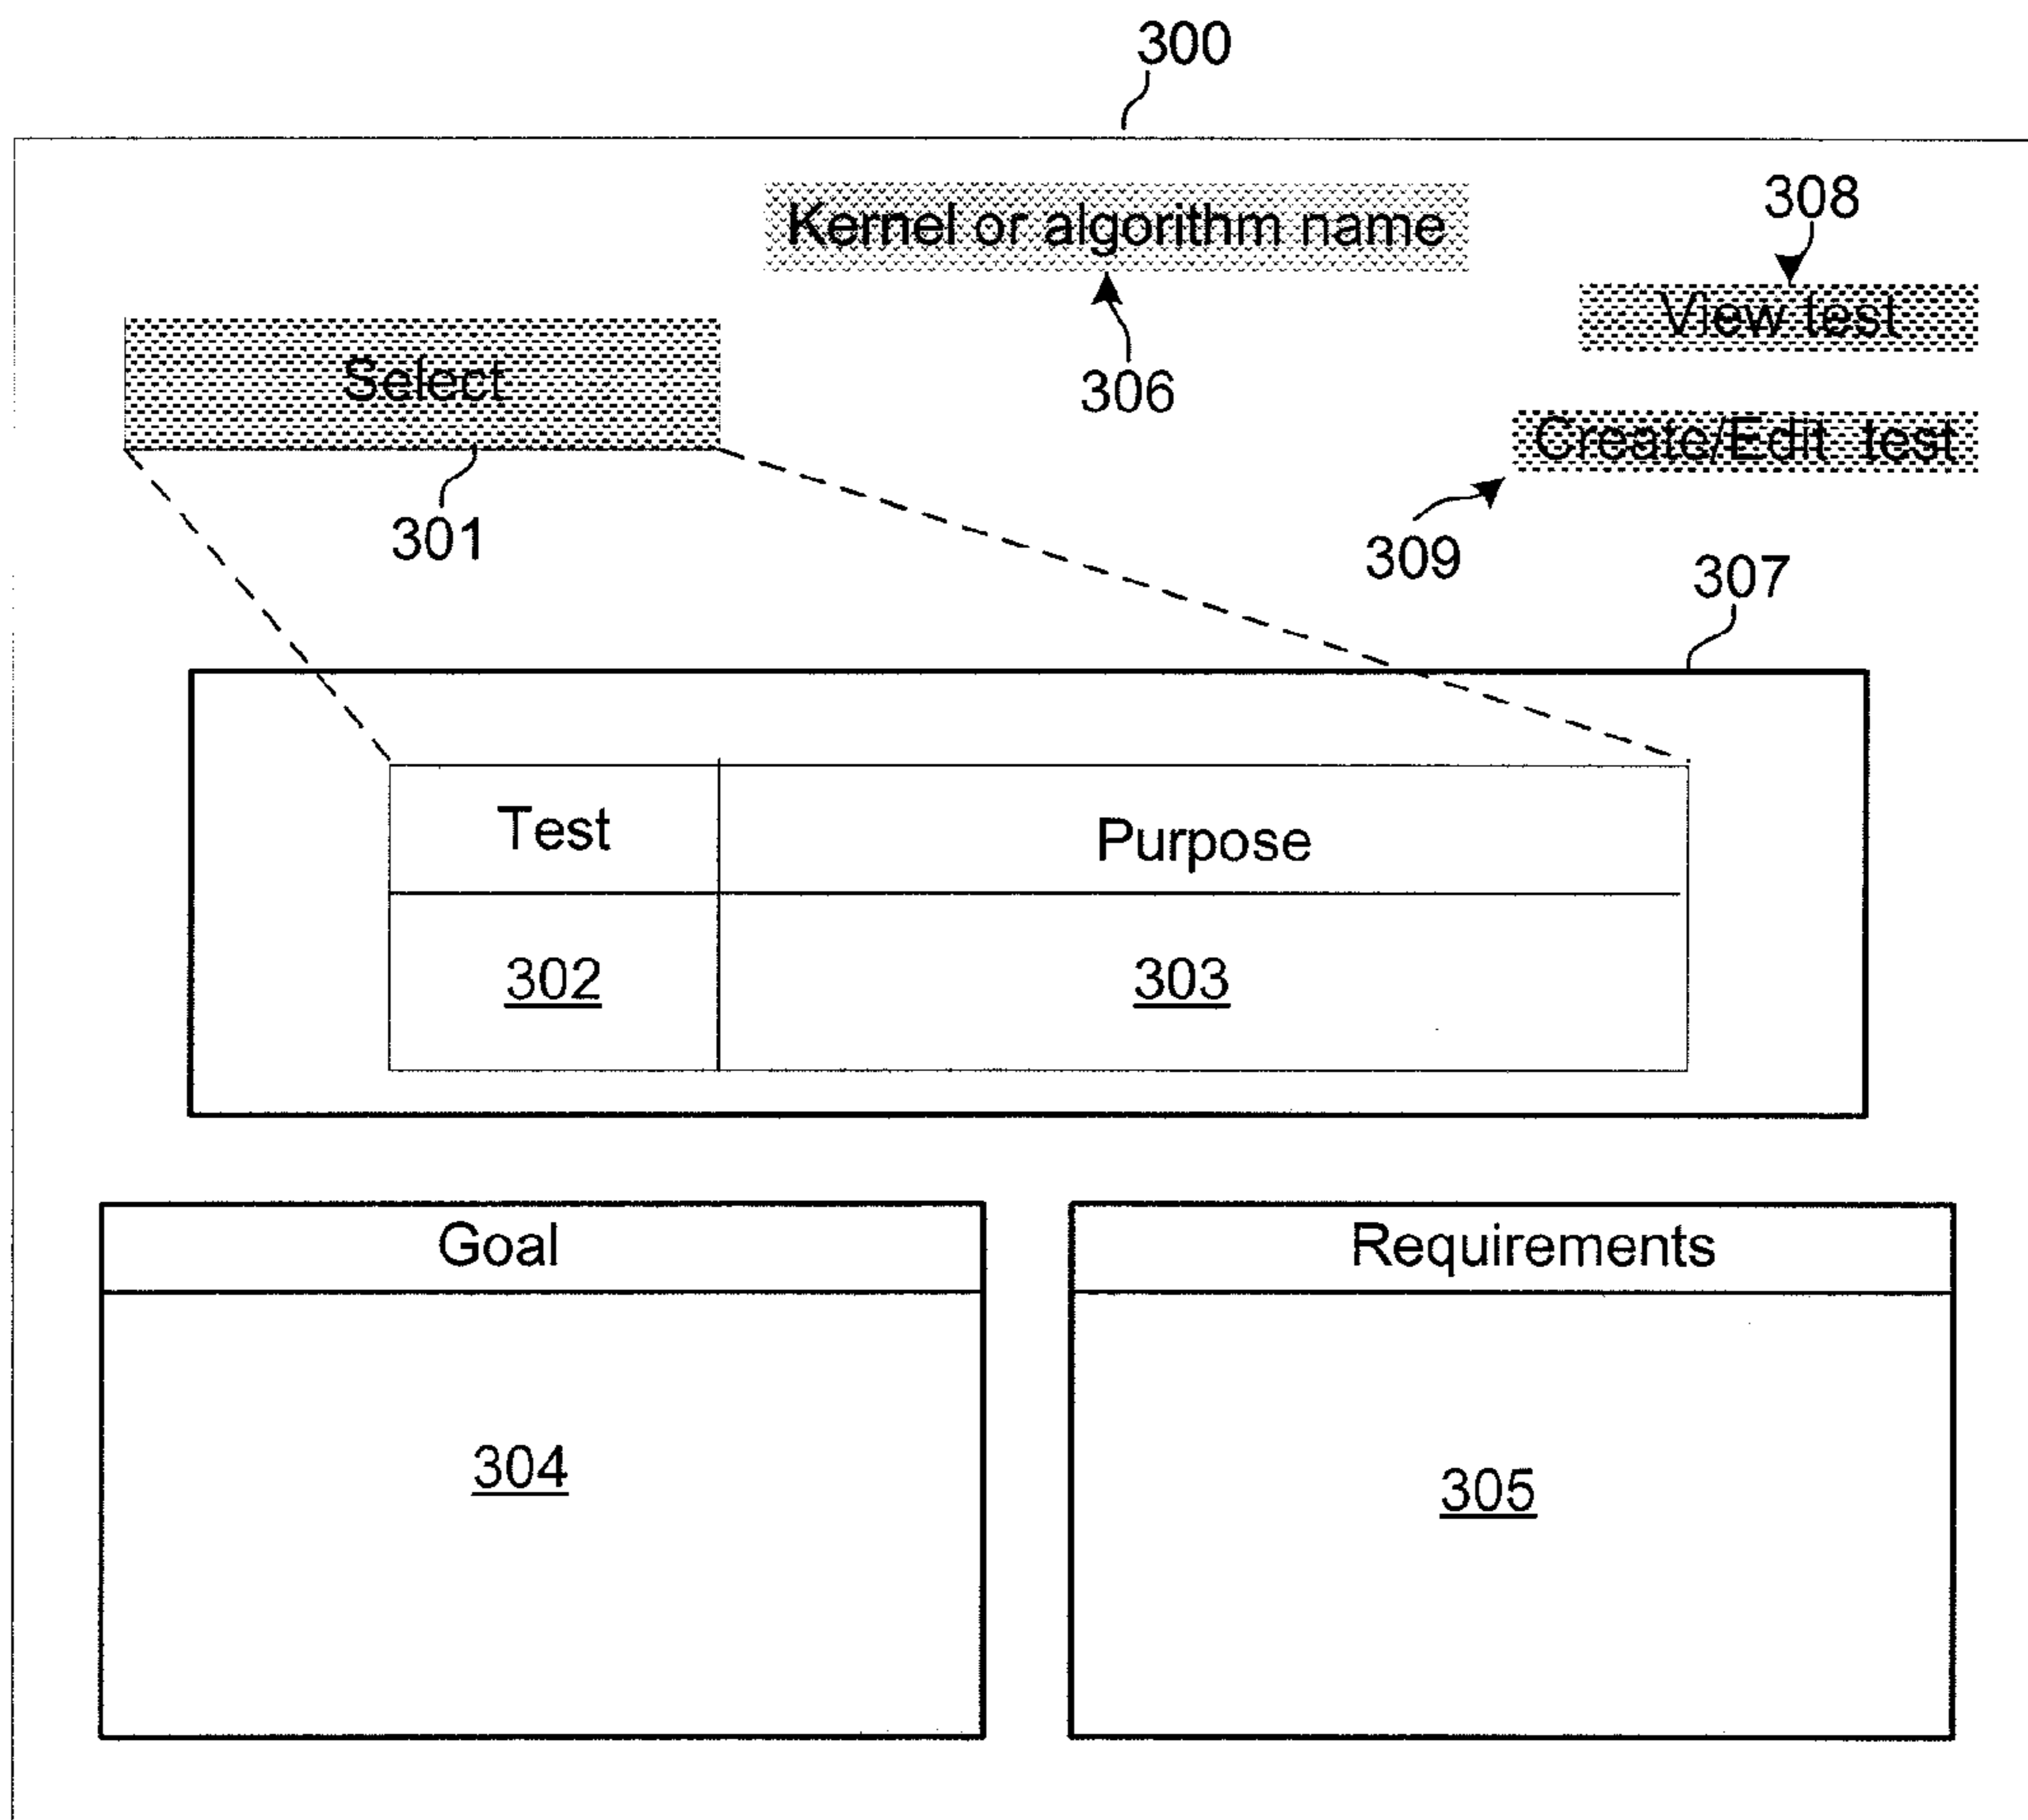 300
Kernel or algorithm name
308
View test
Select
306
Create/Edit test
301
309
307
Test
Purpose
302
303
Goal
Requirements
304
305